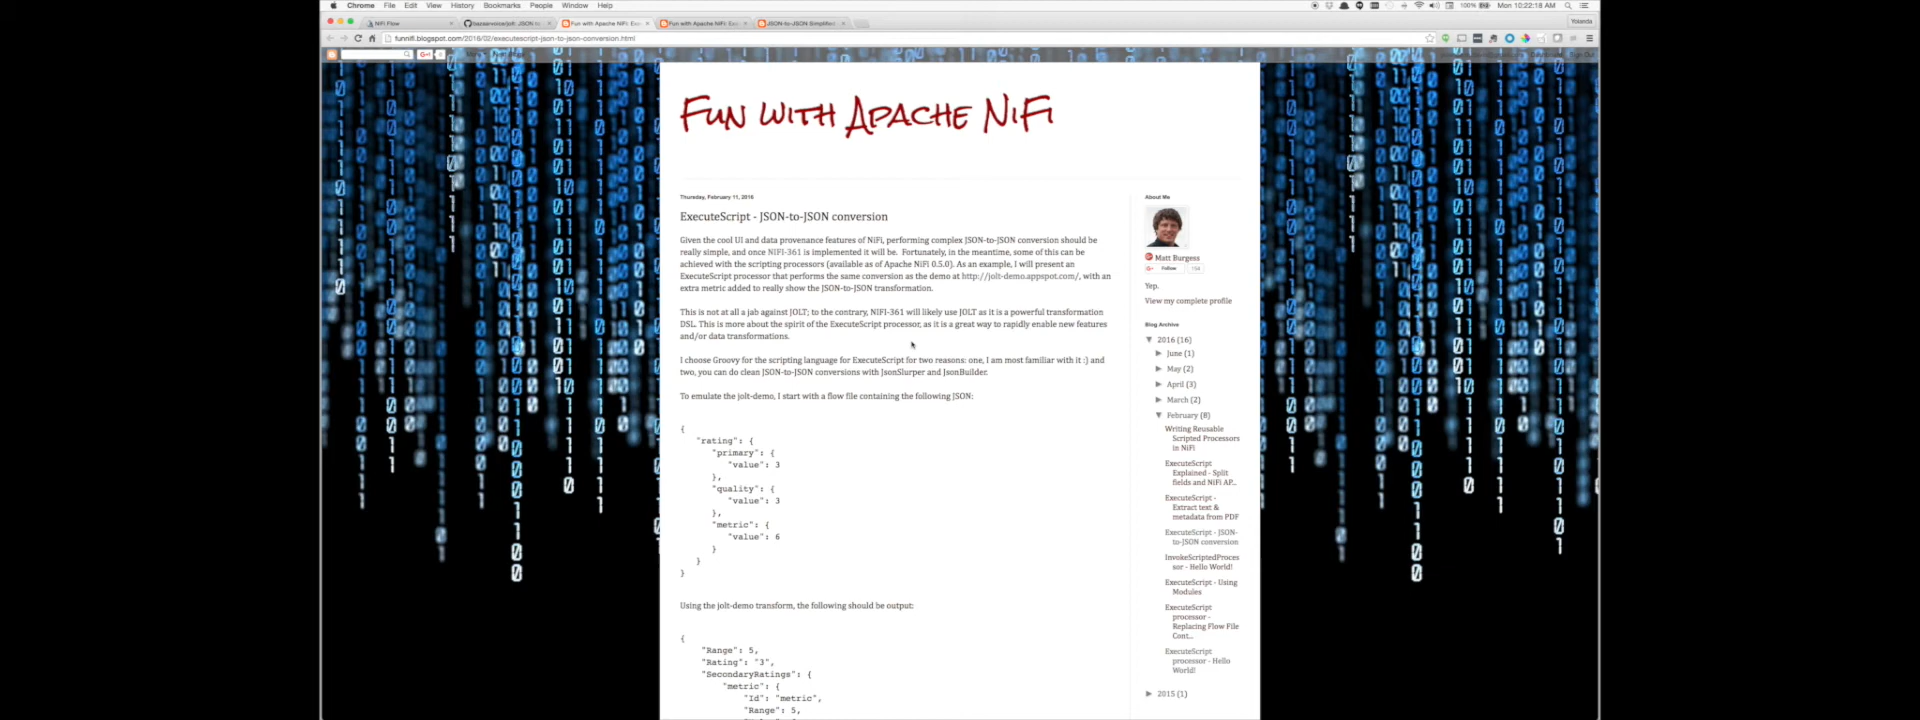 Chrome File Edit View History Bookmarks People Window Help
100% Mon 10:22:18 AM
NiFi Flow
bazaarvoice/jolt: JSON to
Fun with Apache NiFi: Exec
Fun with Apache NiFi: Exec
JSON-to-JSON Simplified
Yolanda
funnifi.blogspot.com/2016/02/executescript-json-to-json-conversion.html
Sign Out
Fun with Apache NiFi
Thursday, February 11, 2016
ExecuteScript - JSON-to-JSON conversion
Given the cool UI and data provenance features of NiFi, performing complex JSON-to-JSON conversion should be
really simple, and once NIFI-361 is implemented it will be. Fortunately, in the meantime, some of this can be
achieved with the scripting processors (available as of Apache NiFi 0.5.0). As an example, I will present an
ExecuteScript processor that performs the same conversion as the demo at http://jolt-demo.appspot.com/, with an
extra metric added to really show the JSON-to-JSON transformation.
This is not at all a jab against JOLT; to the contrary, NIFI-361 will likely use JOLT as it is a powerful transformation
DSL. This is more about the spirit of the ExecuteScript processor, as it is a great way to rapidly enable new features
and/or data transformations.
I choose Groovy for the scripting language for ExecuteScript for two reasons: one, I am most familiar with it :) and
two, you can do clean JSON-to-JSON conversions with JsonSlurper and JsonBuilder.
To emulate the jolt-demo, I start with a flow file containing the following JSON:
{
"rating": {
"primary": {
"value": 3
},
"quality": {
"value": 3
},
"metric": {
"value": 6
}
}
}
Using the jolt-demo transform, the following should be output:
{
"Range": 5,
"Rating": "3",
"SecondaryRatings": {
"metric": {
"Id": "metric",
"Range": 5,
About Me
Matt Burgess
Follow 194
Yep.
View my complete profile
Blog Archive
▼ 2016 (16)
► June (1)
► May (2)
► April (3)
► March (2)
▼ February (8)
Writing Reusable
Scripted Processors
in NiFi
ExecuteScript
Explained - Split
fields and NiFi AP...
ExecuteScript -
Extract text &
metadata from PDF
ExecuteScript - JSON-
to-JSON conversion
InvokeScriptedProces
sor - Hello World!
ExecuteScript - Using
Modules
ExecuteScript
processor -
Replacing Flow File
Cont...
ExecuteScript
processor - Hello
World!
► 2015 (1)